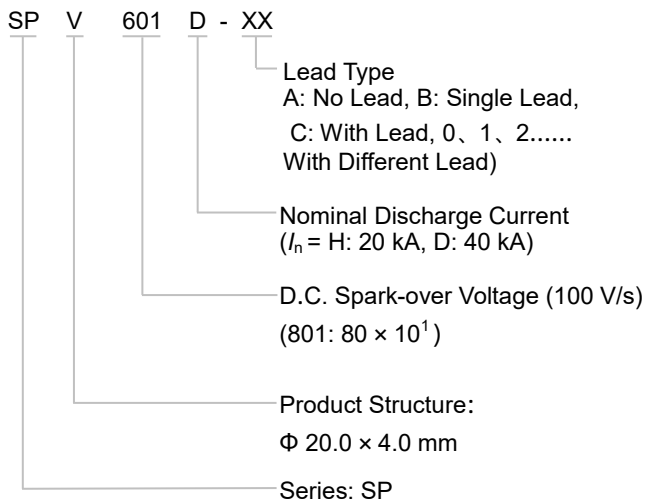 SP V 601 D - XX
Lead Type
A: No Lead, B: Single Lead,
C: With Lead, 0、1、2......
With Different Lead)
Nominal Discharge Current
(Iₙ = H: 20 kA, D: 40 kA)
D.C. Spark-over Voltage (100 V/s)
(801: 80 × 10¹)
Product Structure:
Φ 20.0 × 4.0 mm
Series: SP